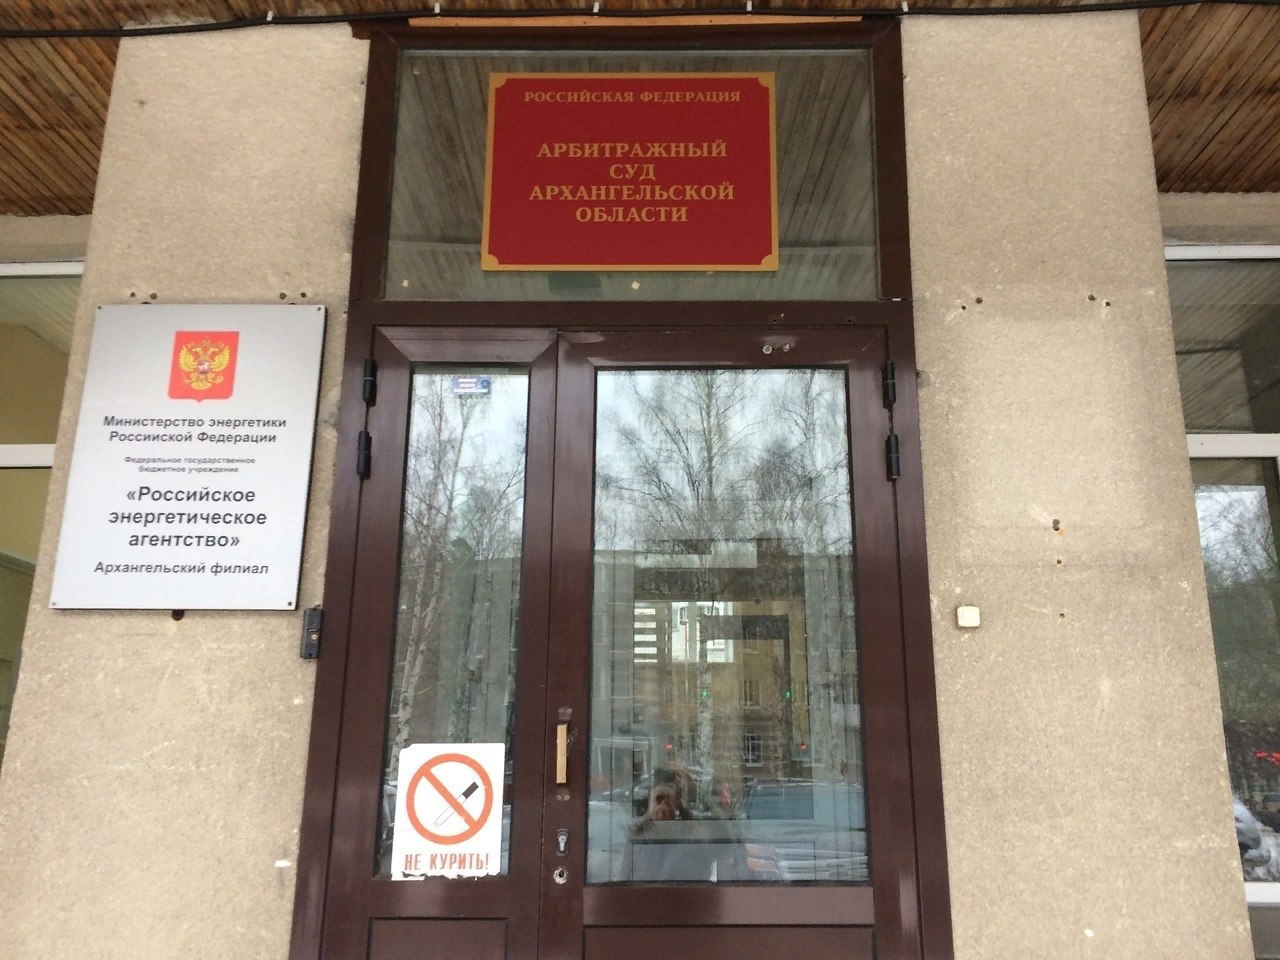 РОССИЙСКАЯ ФЕДЕРАЦИЯ
АРБИТРАЖНЫЙ
СУД
АРХАНГЕЛЬСКОЙ
ОБЛАСТИ
Министерство энергетики
Российской Федерации
Федеральное государственное
бюджетное учреждение
«Российское
энергетическое
агентство»
Архангельский филиал
НЕ КУРИТЬ!